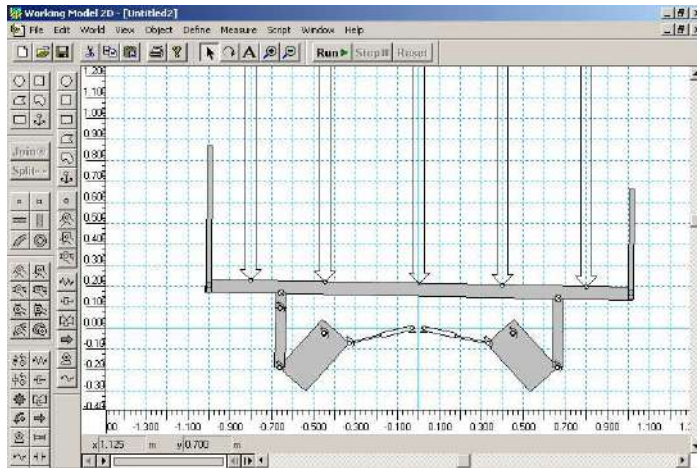 Working Model 2D - [Untitled2]
File Edit World View Object Define Measure Script Window Help
Run Stop Reset
Join
Split
1.200
1.100
1.000
0.900
0.800
0.700
0.600
0.500
0.400
0.300
0.200
0.100
0.000
-0.100
-0.200
-0.300
-1.300 -1.100 -0.900 -0.700 -0.500 -0.300 -0.100 0.100 0.300 0.500 0.700 0.900 1.100
x 1.125 m y 0.700 m